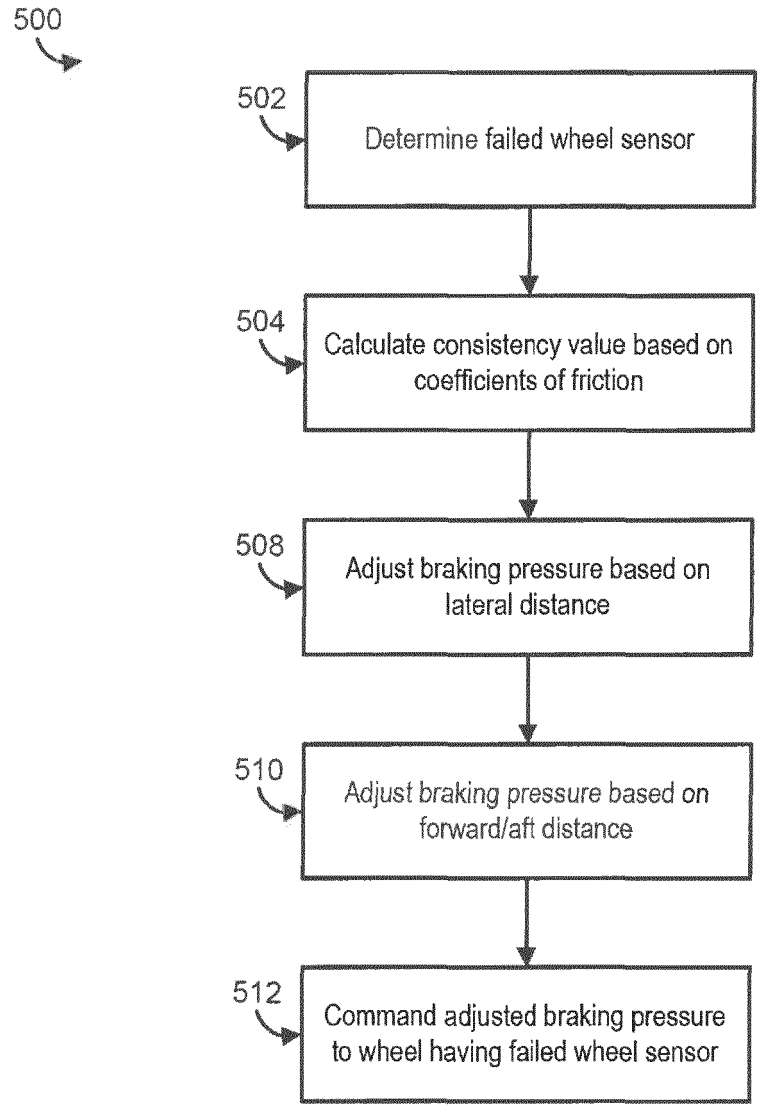 500
502
Determine failed wheel sensor
504
Calculate consistency value based on
coefficients of friction
508
Adjust braking pressure based on
lateral distance
510
Adjust braking pressure based on
forward/aft distance
512
Command adjusted braking pressure
to wheel having failed wheel sensor